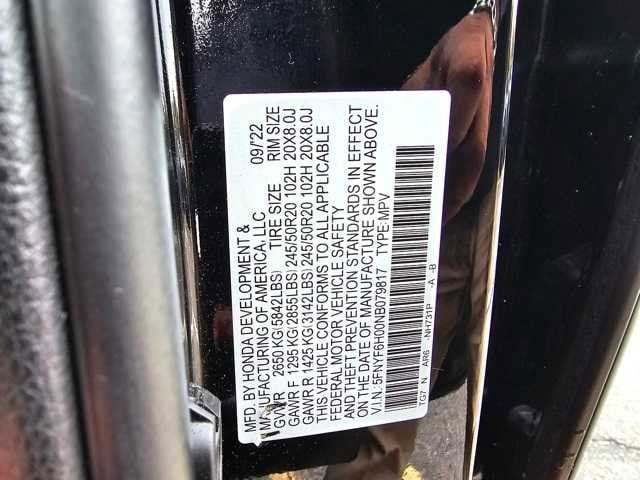 MFD. BY HONDA DEVELOPMENT &
MANUFACTURING OF AMERICA, LLC 09/22
GVWR 2650 KG(5842LBS) TIRE SIZE RIM SIZE
GAWR F 1295 KG(2855LBS) 245/50R20 102H 20X8.0J
GAWR R 1425 KG(3142LBS) 245/50R20 102H 20X8.0J
THIS VEHICLE CONFORMS TO ALL APPLICABLE
FEDERAL MOTOR VEHICLE SAFETY
AND THEFT PREVENTION STANDARDS IN EFFECT
ON THE DATE OF MANUFACTURE SHOWN ABOVE.
V.I.N.: 5FNYF6H00NB079817 TYPE: MPV
TG7 N AR6 -NH731P -A -B